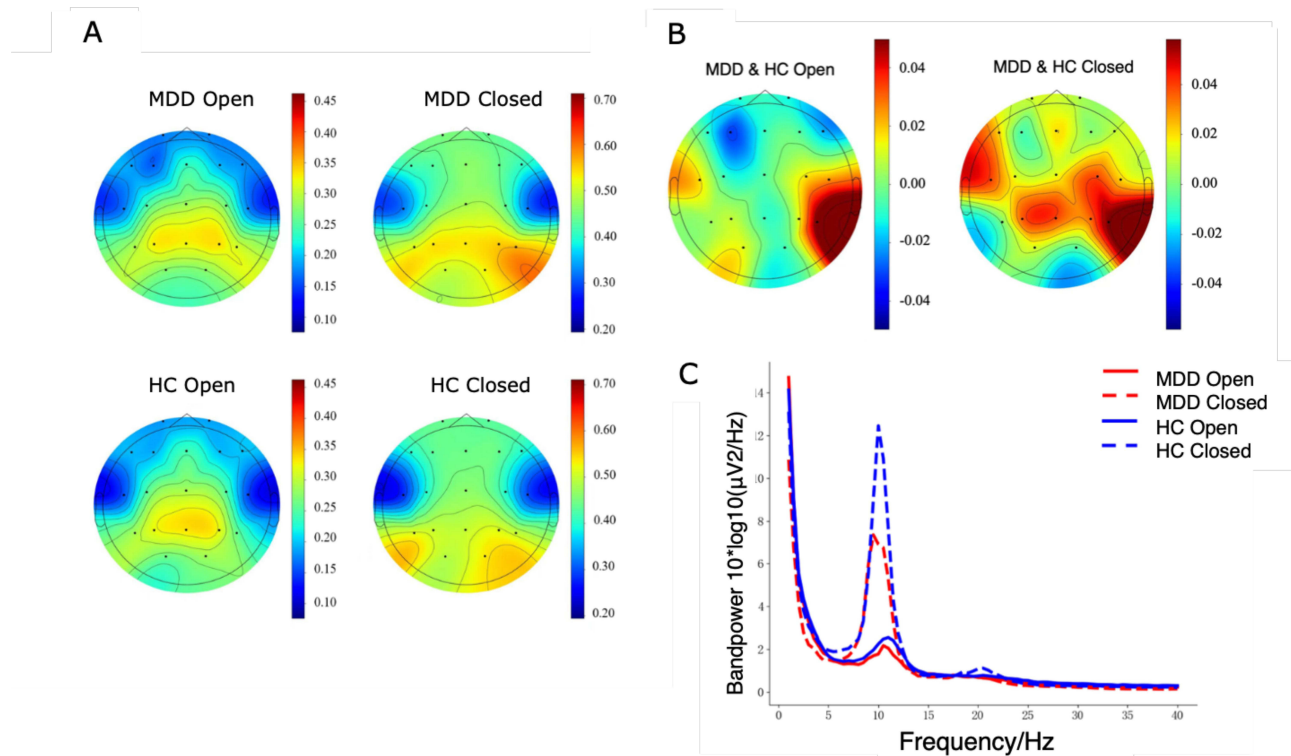 A
MDD Open
0.45
0.40
0.35
0.30
0.25
0.20
0.15
0.10
MDD Closed
0.70
0.60
0.50
0.40
0.30
0.20
HC Open
0.45
0.40
0.35
0.30
0.25
0.20
0.15
0.10
HC Closed
0.70
0.60
0.50
0.40
0.30
0.20
B
MDD & HC Open
0.04
0.02
0.00
-0.02
-0.04
MDD & HC Closed
0.04
0.02
0.00
-0.02
-0.04
C
MDD Open
MDD Closed
HC Open
HC Closed
Bandpower 10*log10(μV2/Hz)
14
12
10
8
6
4
2
0
0 5 10 15 20 25 30 35 40
Frequency/Hz